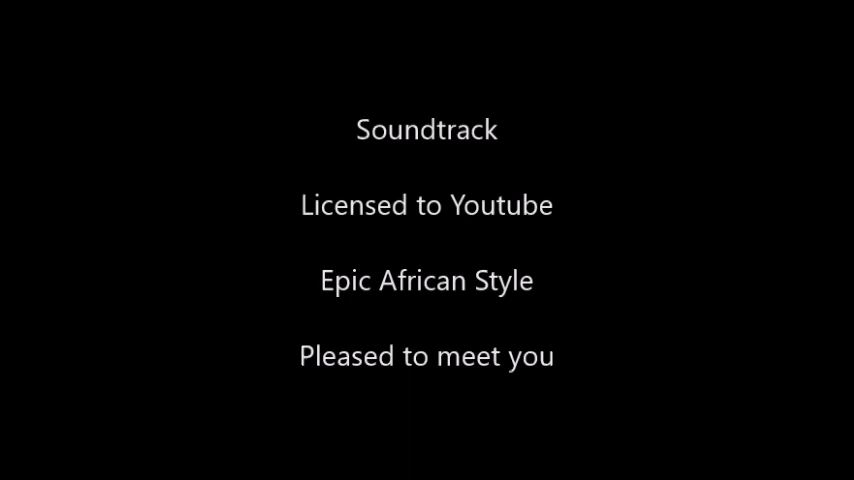 Soundtrack
Licensed to Youtube
Epic African Style
Pleased to meet you